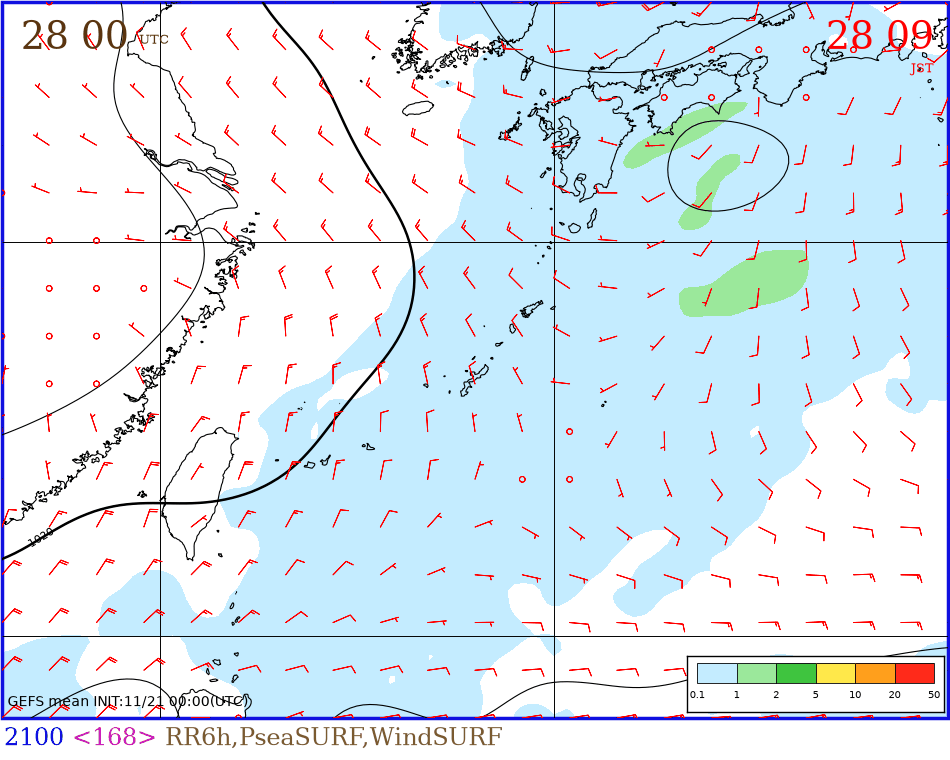 28 00 UTC
28 09
JST
1020
GEFS mean INIT:11/21 00:00(UTC)
0.1 1 2 5 10 20 50
2100 <168> RR6h,PseaSURF,WindSURF